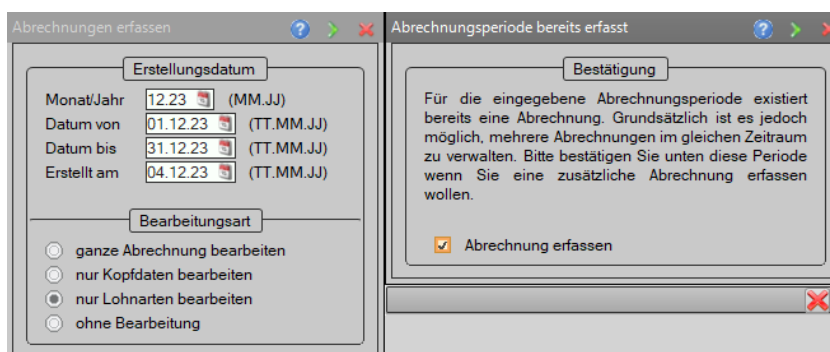 Abrechnungen erfassen
Erstellungsdatum
Monat/Jahr 12.23 (MM.JJ)
Datum von 01.12.23 (TT.MM.JJ)
Datum bis 31.12.23 (TT.MM.JJ)
Erstellt am 04.12.23 (TT.MM.JJ)
Bearbeitungsart
ganze Abrechnung bearbeiten
nur Kopfdaten bearbeiten
nur Lohnarten bearbeiten
ohne Bearbeitung
Abrechnungsperiode bereits erfasst
Bestätigung
Für die eingegebene Abrechnungsperiode existiert
bereits eine Abrechnung. Grundsätzlich ist es jedoch
möglich, mehrere Abrechnungen im gleichen Zeitraum
zu verwalten. Bitte bestätigen Sie unten diese Periode
wenn Sie eine zusätzliche Abrechnung erfassen
wollen.
Abrechnung erfassen